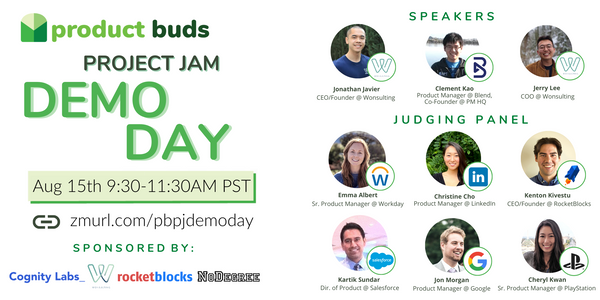 product buds
PROJECT JAM
DEMO
DAY
Aug 15th 9:30-11:30AM PST
zmurl.com/pbpjdemoday
SPONSORED BY:
Cognity Labs_ W rocketblocks NODEGREE
SPEAKERS
Jonathan Javier
CEO/Founder @ Wonsulting
Clement Kao
Product Manager @ Blend,
Co-Founder @ PM HQ
Jerry Lee
COO @ Wonsulting
JUDGING PANEL
Emma Albert
Sr. Product Manager @ Workday
Christine Cho
Product Manager @ LinkedIn
Kenton Kivestu
CEO/Founder @ RocketBlocks
salesforce
Kartik Sundar
Dir. of Product @ Salesforce
Jon Morgan
Product Manager @ Google
Cheryl Kwan
Sr. Product Manager @ PlayStation